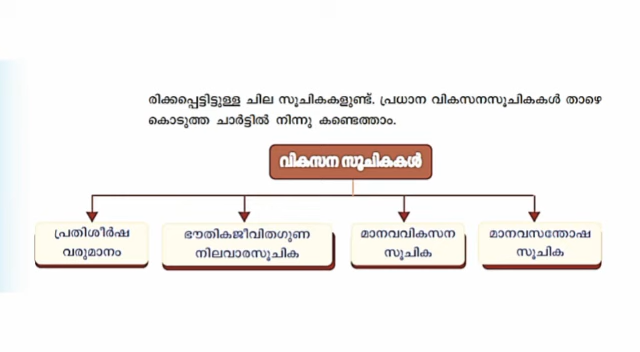 രിക്കപ്പെട്ടിട്ടുള്ള ചില സൂചികകളുണ്ട്. പ്രധാന വികസനസൂചികകൾ താഴെ
കൊടുത്ത ചാർട്ടിൽ നിന്നു കണ്ടെത്താം.
വികസന സൂചികകൾ
പ്രതിശീർഷ
വരുമാനം
ഭൗതികജീവിതഗുണ
നിലവാരസൂചിക
മാനവവികസന
സൂചിക
മാനവസന്തോഷ
സൂചിക